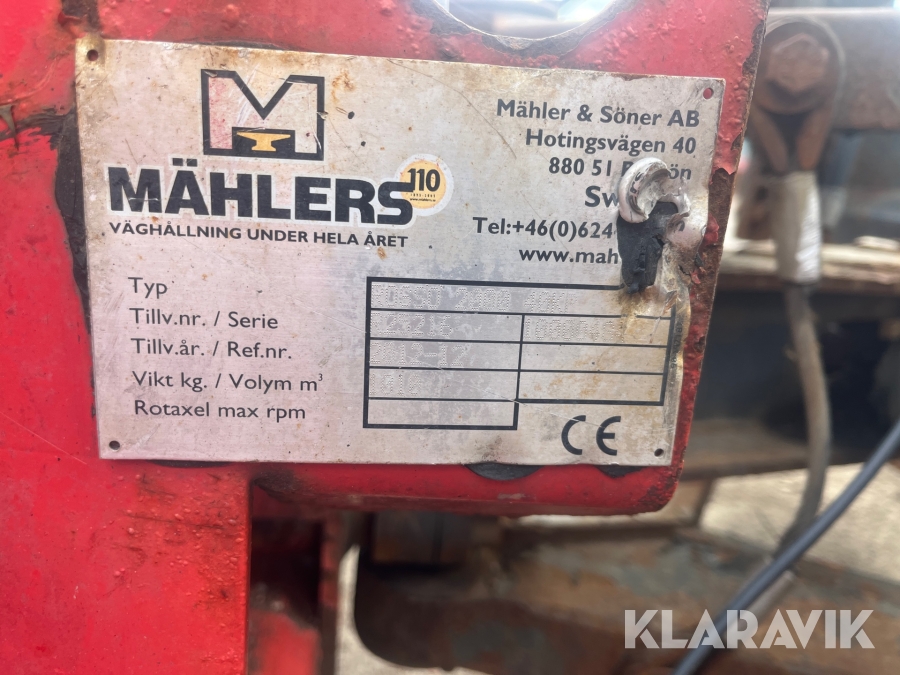 MÄHLERS
110
VÄGHÅLLNING UNDER HELA ÅRET
Mähler & Söner AB
Hotingsvägen 40
880 51
Tel:+46(0)624
www.mah
Typ
Tillv.nr. / Serie
Tillv.år. / Ref.nr.
Vikt kg. / Volym m³
Rotaxel max rpm
CE
KLARAVIK